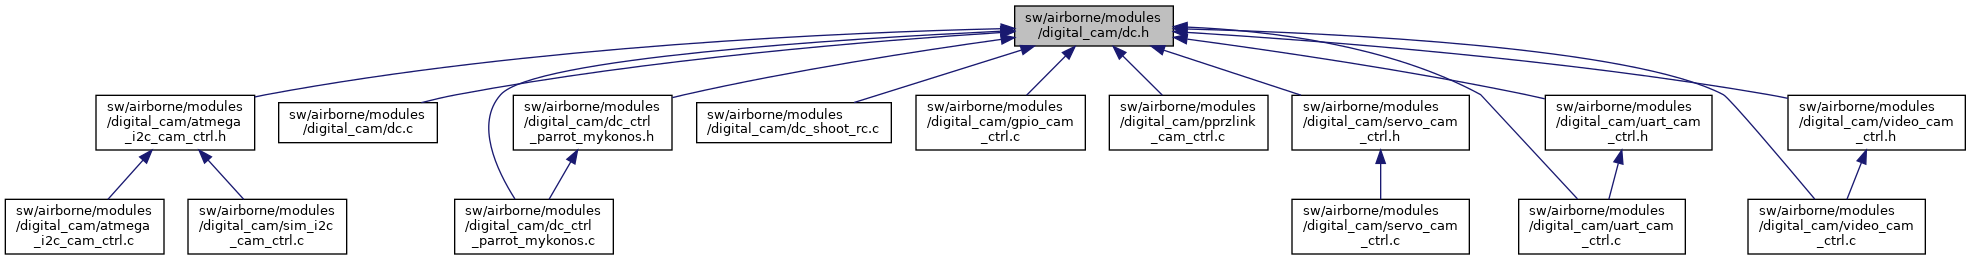 sw/airborne/modules
/digital_cam/dc.h
sw/airborne/modules
/digital_cam/atmega
_i2c_cam_ctrl.h
sw/airborne/modules
/digital_cam/dc.c
sw/airborne/modules
/digital_cam/dc_ctrl
_parrot_mykonos.h
sw/airborne/modules
/digital_cam/dc_shoot_rc.c
sw/airborne/modules
/digital_cam/gpio_cam
_ctrl.c
sw/airborne/modules
/digital_cam/pprzlink
_cam_ctrl.c
sw/airborne/modules
/digital_cam/servo_cam
_ctrl.h
sw/airborne/modules
/digital_cam/uart_cam
_ctrl.h
sw/airborne/modules
/digital_cam/video_cam
_ctrl.h
sw/airborne/modules
/digital_cam/atmega
_i2c_cam_ctrl.c
sw/airborne/modules
/digital_cam/sim_i2c
_cam_ctrl.c
sw/airborne/modules
/digital_cam/dc_ctrl
_parrot_mykonos.c
sw/airborne/modules
/digital_cam/servo_cam
_ctrl.c
sw/airborne/modules
/digital_cam/uart_cam
_ctrl.c
sw/airborne/modules
/digital_cam/video_cam
_ctrl.c